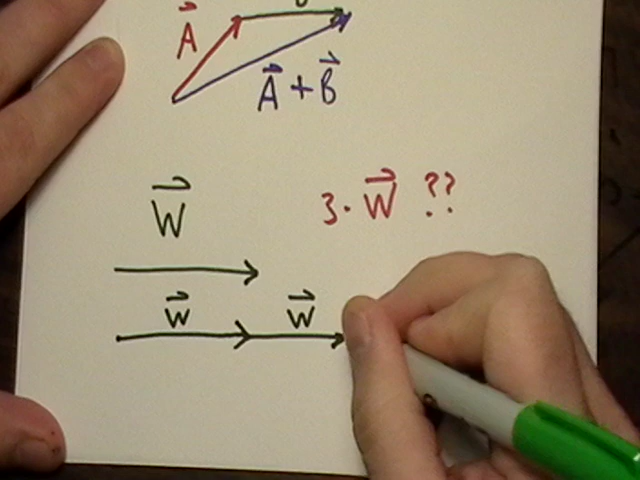 A⃗
A⃗ + B⃗
W⃗
3 · W⃗ ??
W⃗ W⃗